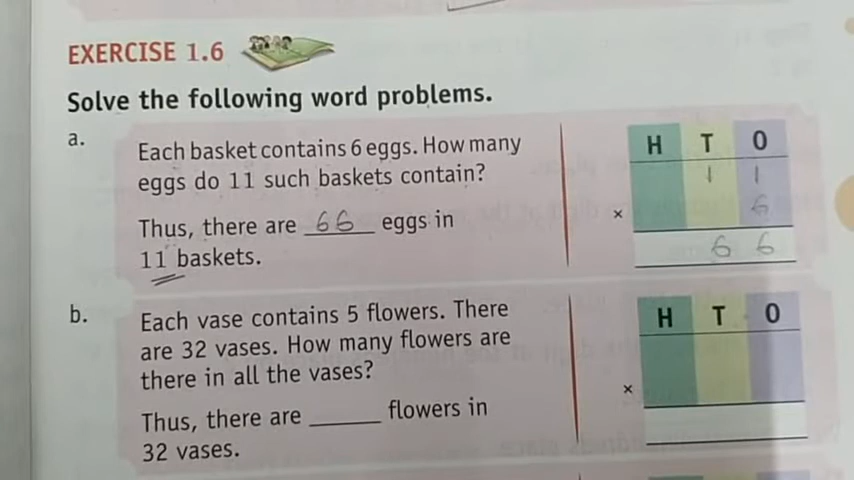 EXERCISE 1.6
Solve the following word problems.
a.
Each basket contains 6 eggs. How many
eggs do 11 such baskets contain?
Thus, there are 66 eggs in
11 baskets.
H T O
1 1
× 6
6 6
b.
Each vase contains 5 flowers. There
are 32 vases. How many flowers are
there in all the vases?
Thus, there are ______ flowers in
32 vases.
H T O
×